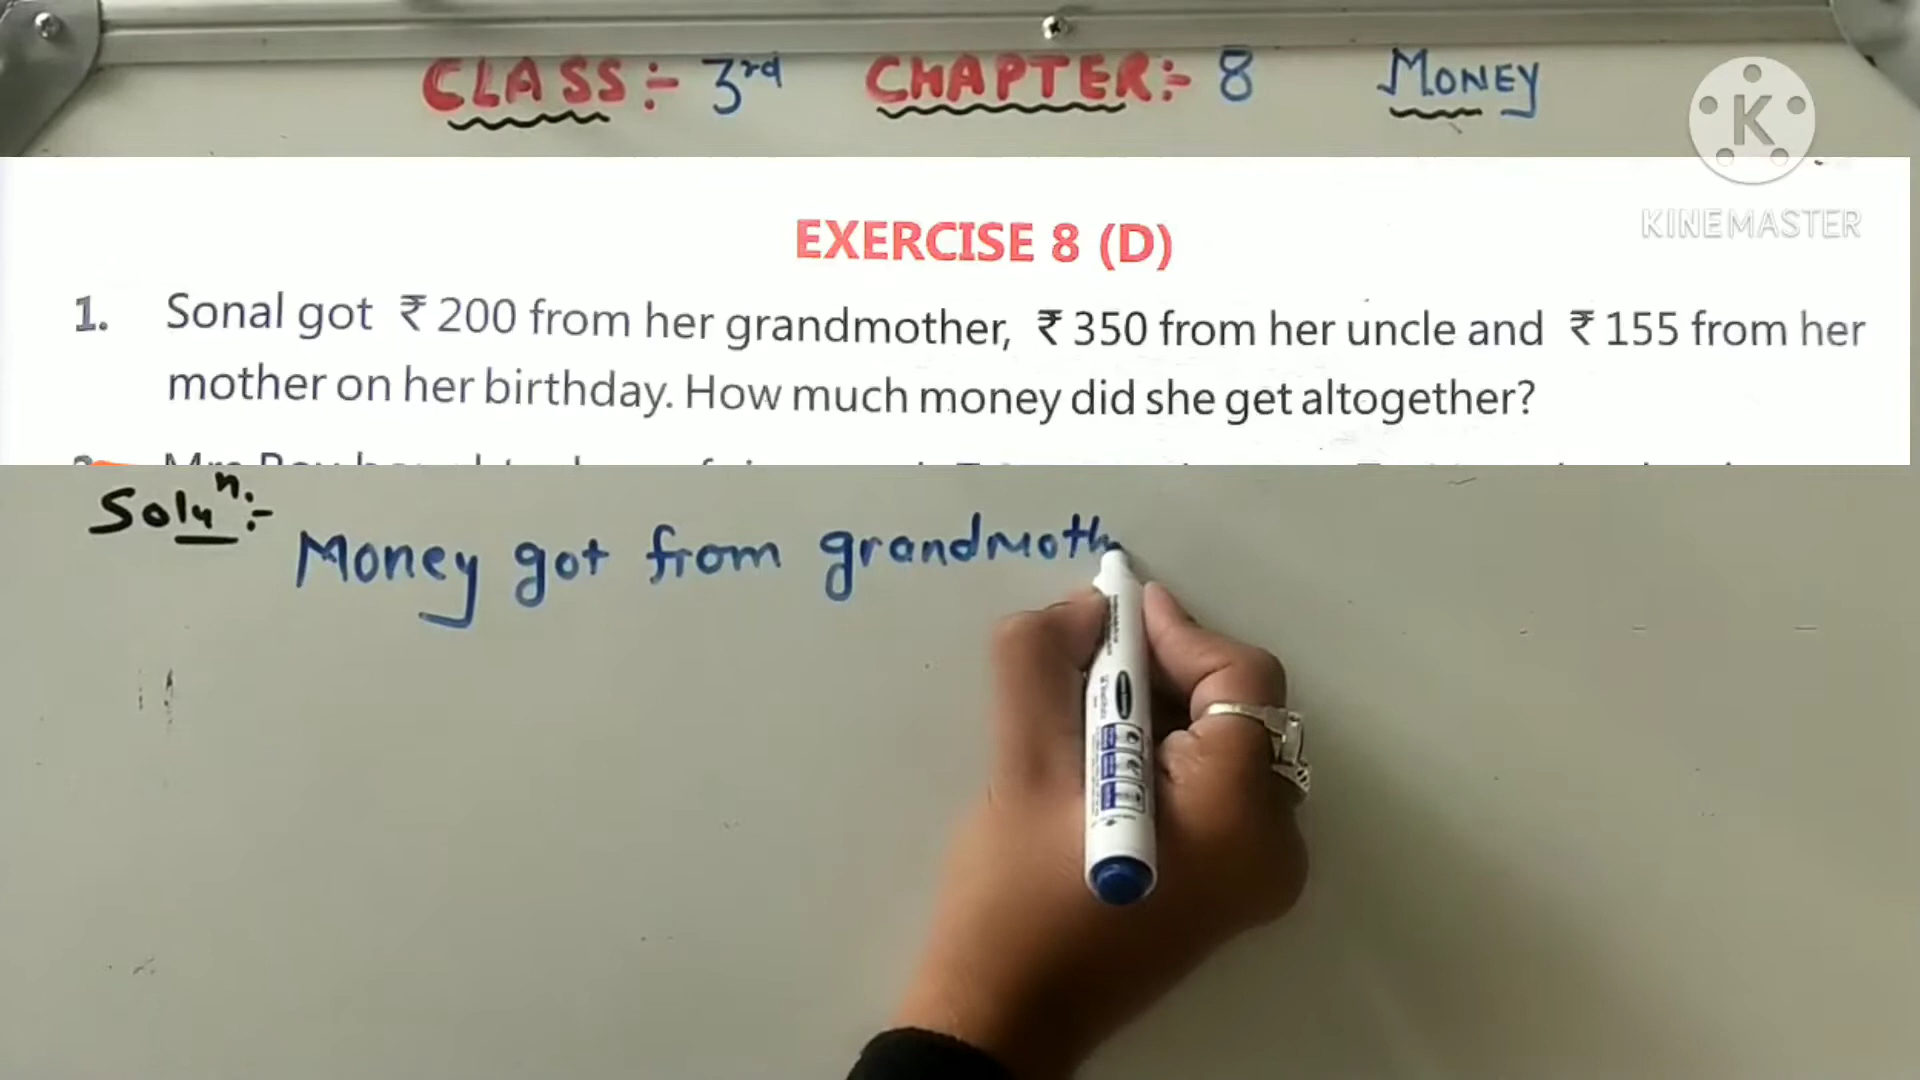 CLASS:- 3rd CHAPTER:- 8 MONEY
K
KINEMASTER
EXERCISE 8 (D)
1. Sonal got ₹ 200 from her grandmother, ₹ 350 from her uncle and ₹ 155 from her
mother on her birthday. How much money did she get altogether?
Soluⁿ:-
Money got from grandmoth